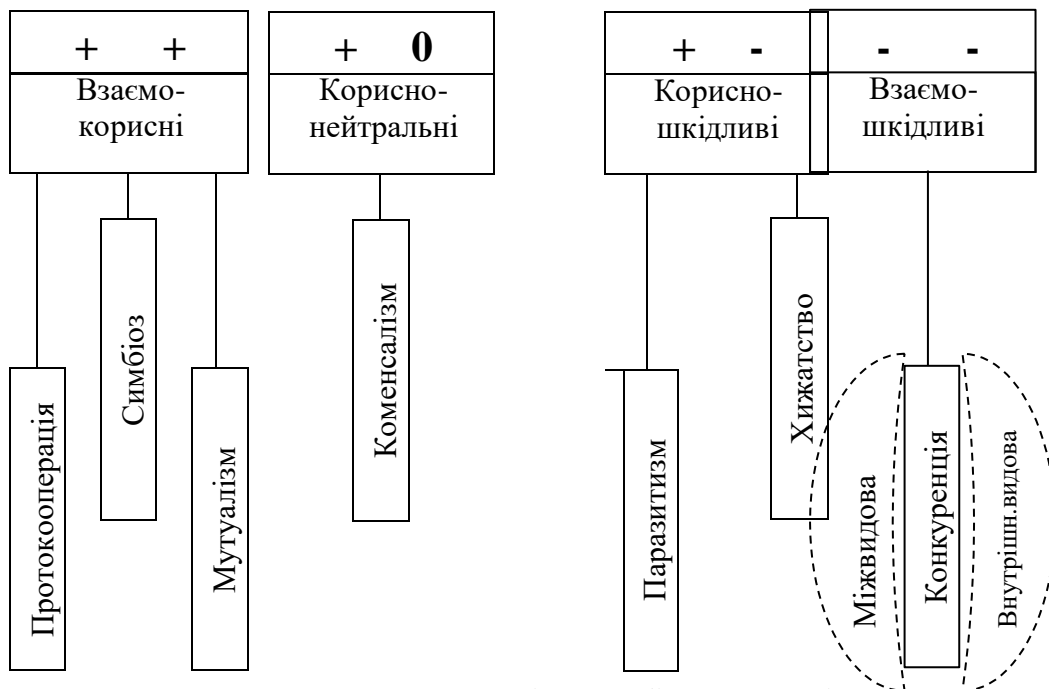 + +
Взаємо-
корисні
+ 0
Корисно-
нейтральні
+ -
Корисно-
шкідливі
- -
Взаємо-
шкідливі
Протокооперація
Симбіоз
Мутуалізм
Коменсалізм
Паразитизм
Хижатство
Міжвидова
Конкуренція
Внутрішн.видова